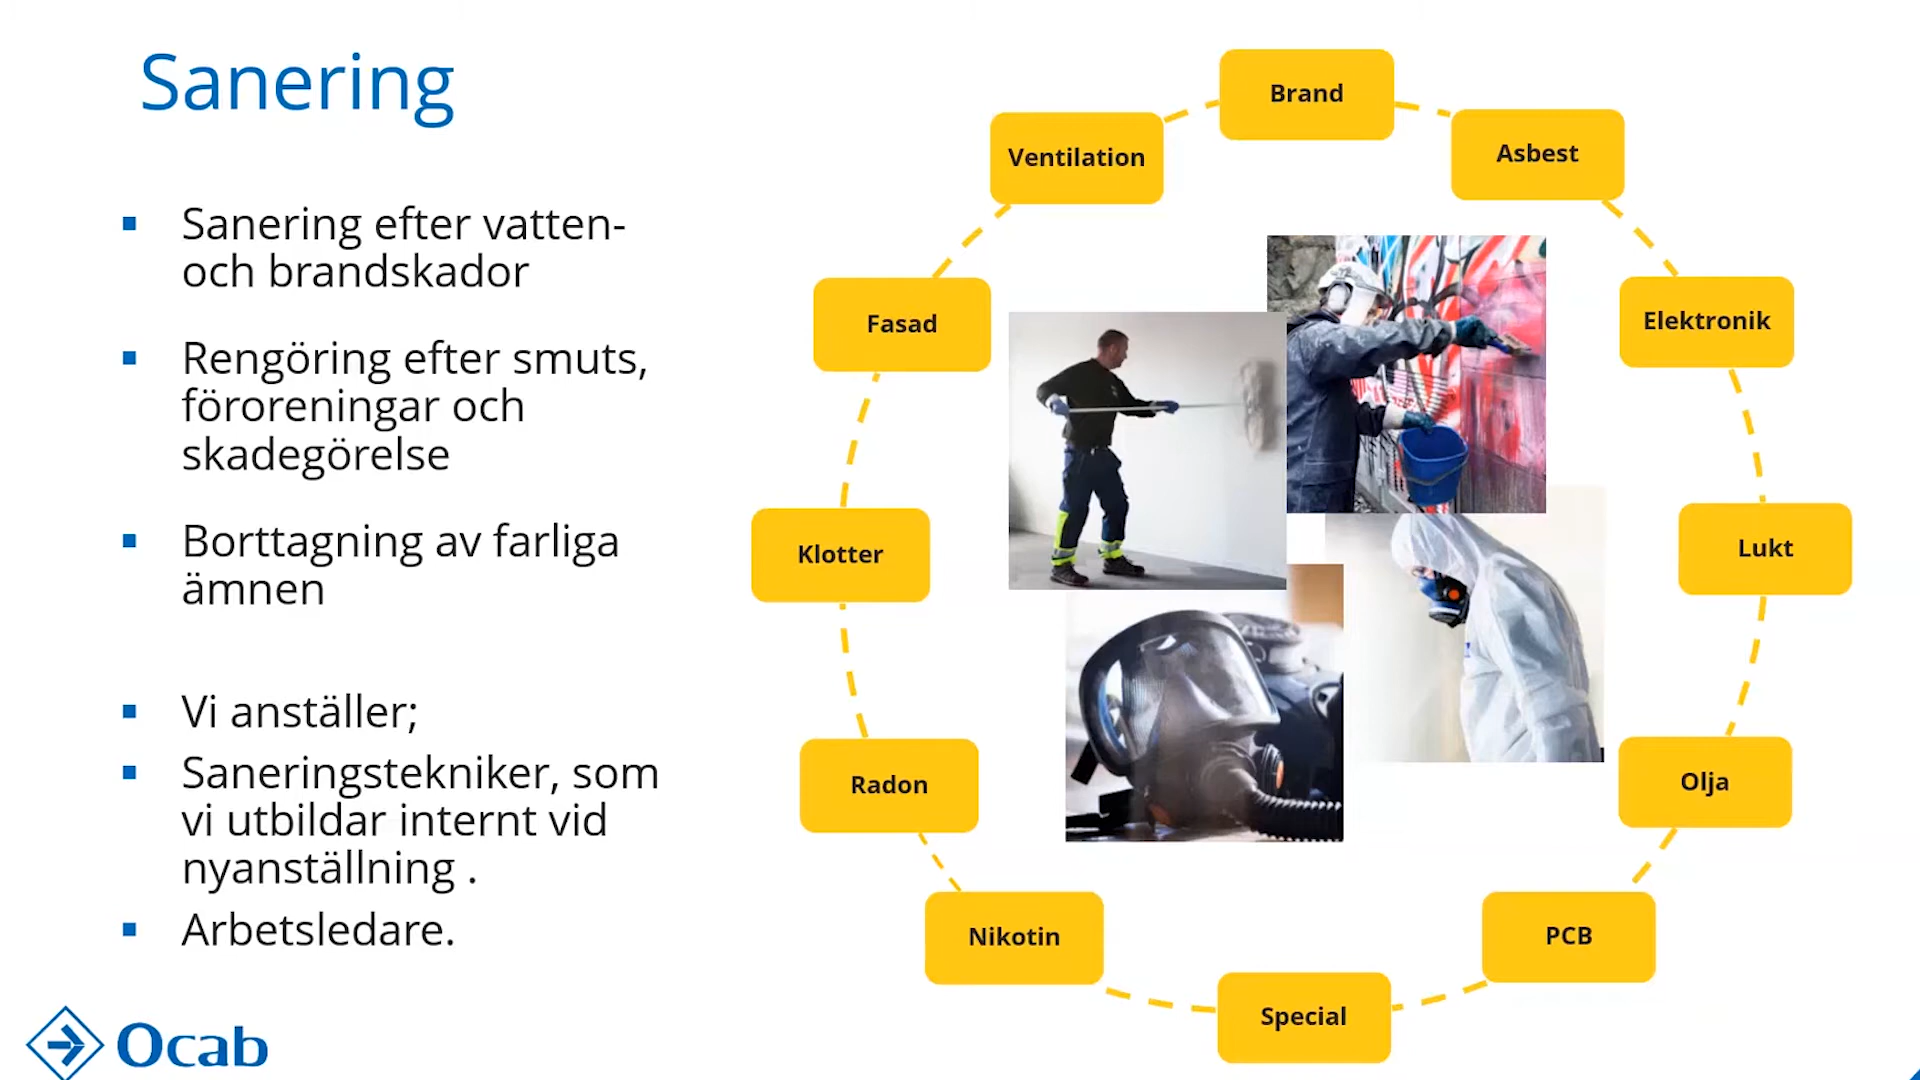 Sanering
Sanering efter vatten-
och brandskador
Rengöring efter smuts,
föroreningar och
skadegörelse
Borttagning av farliga
ämnen
Vi anställer;
Saneringstekniker, som
vi utbildar internt vid
nyanställning .
Arbetsledare.
Brand
Asbest
Elektronik
Lukt
Olja
PCB
Special
Nikotin
Radon
Klotter
Fasad
Ventilation
Ocab